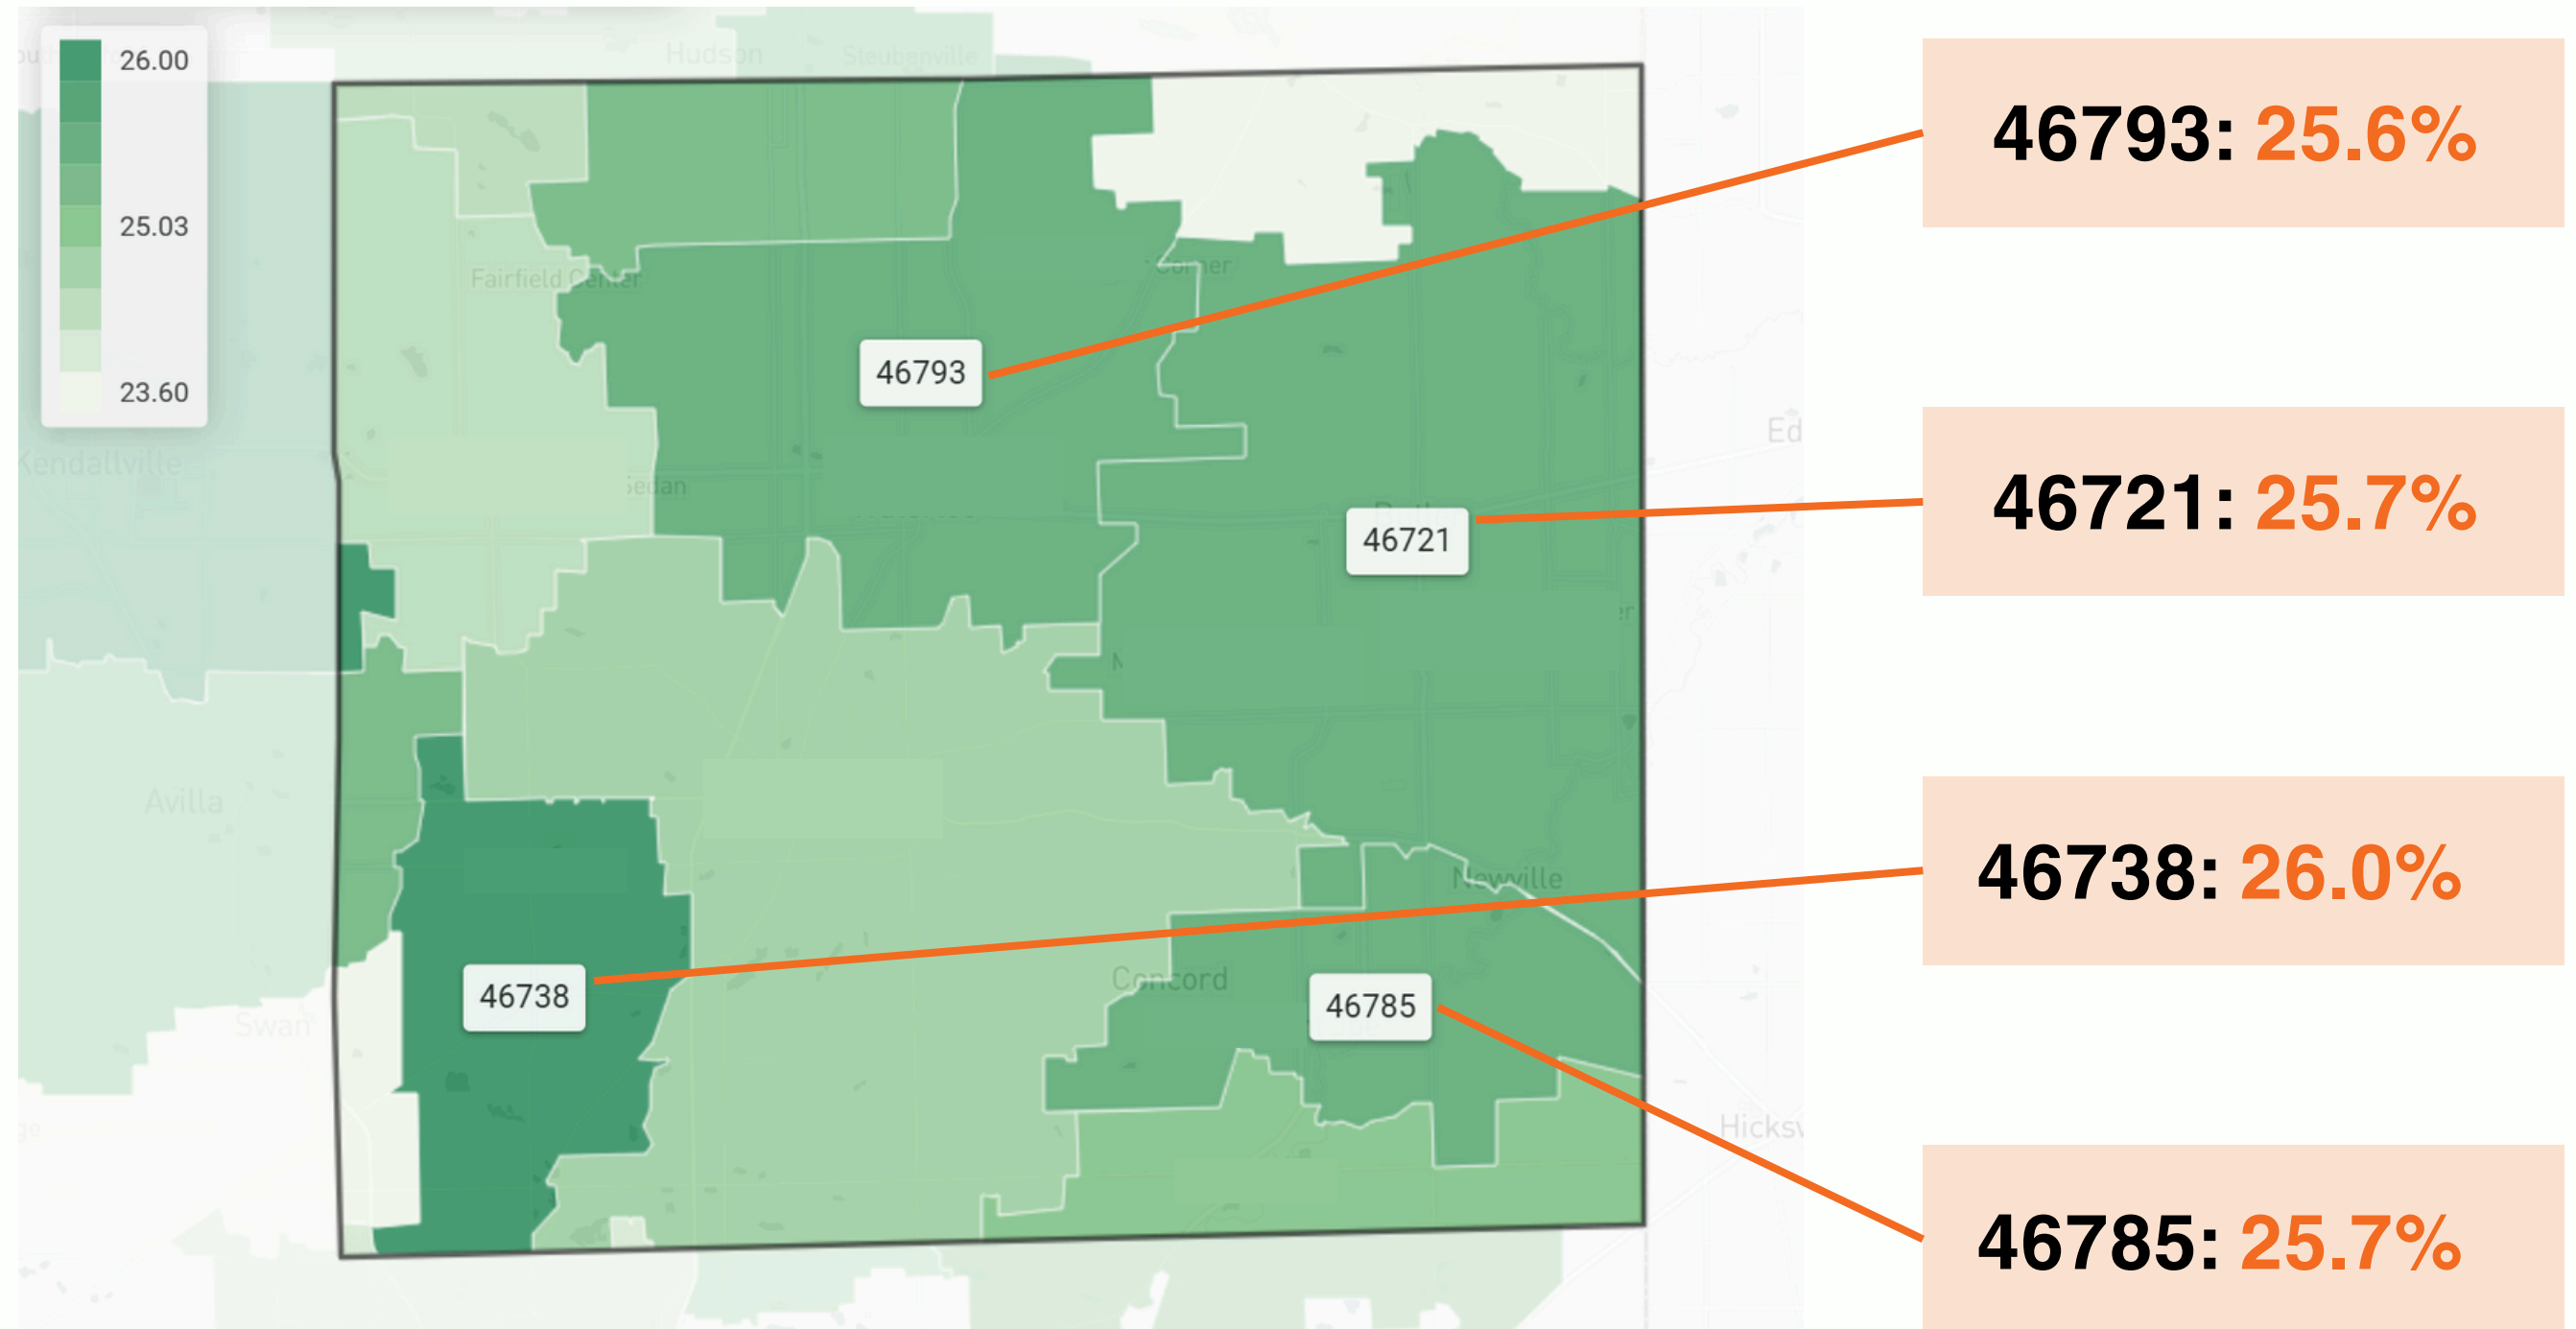 26.00
25.03
23.60
Hudson
Steubenville
Fairfield Center
Corner
46793
Kendallville
Sedan
46721
Ed
Avilla
Newville
46738
Concord
46785
Swan
Hicksv
46793: 25.6%
46721: 25.7%
46738: 26.0%
46785: 25.7%